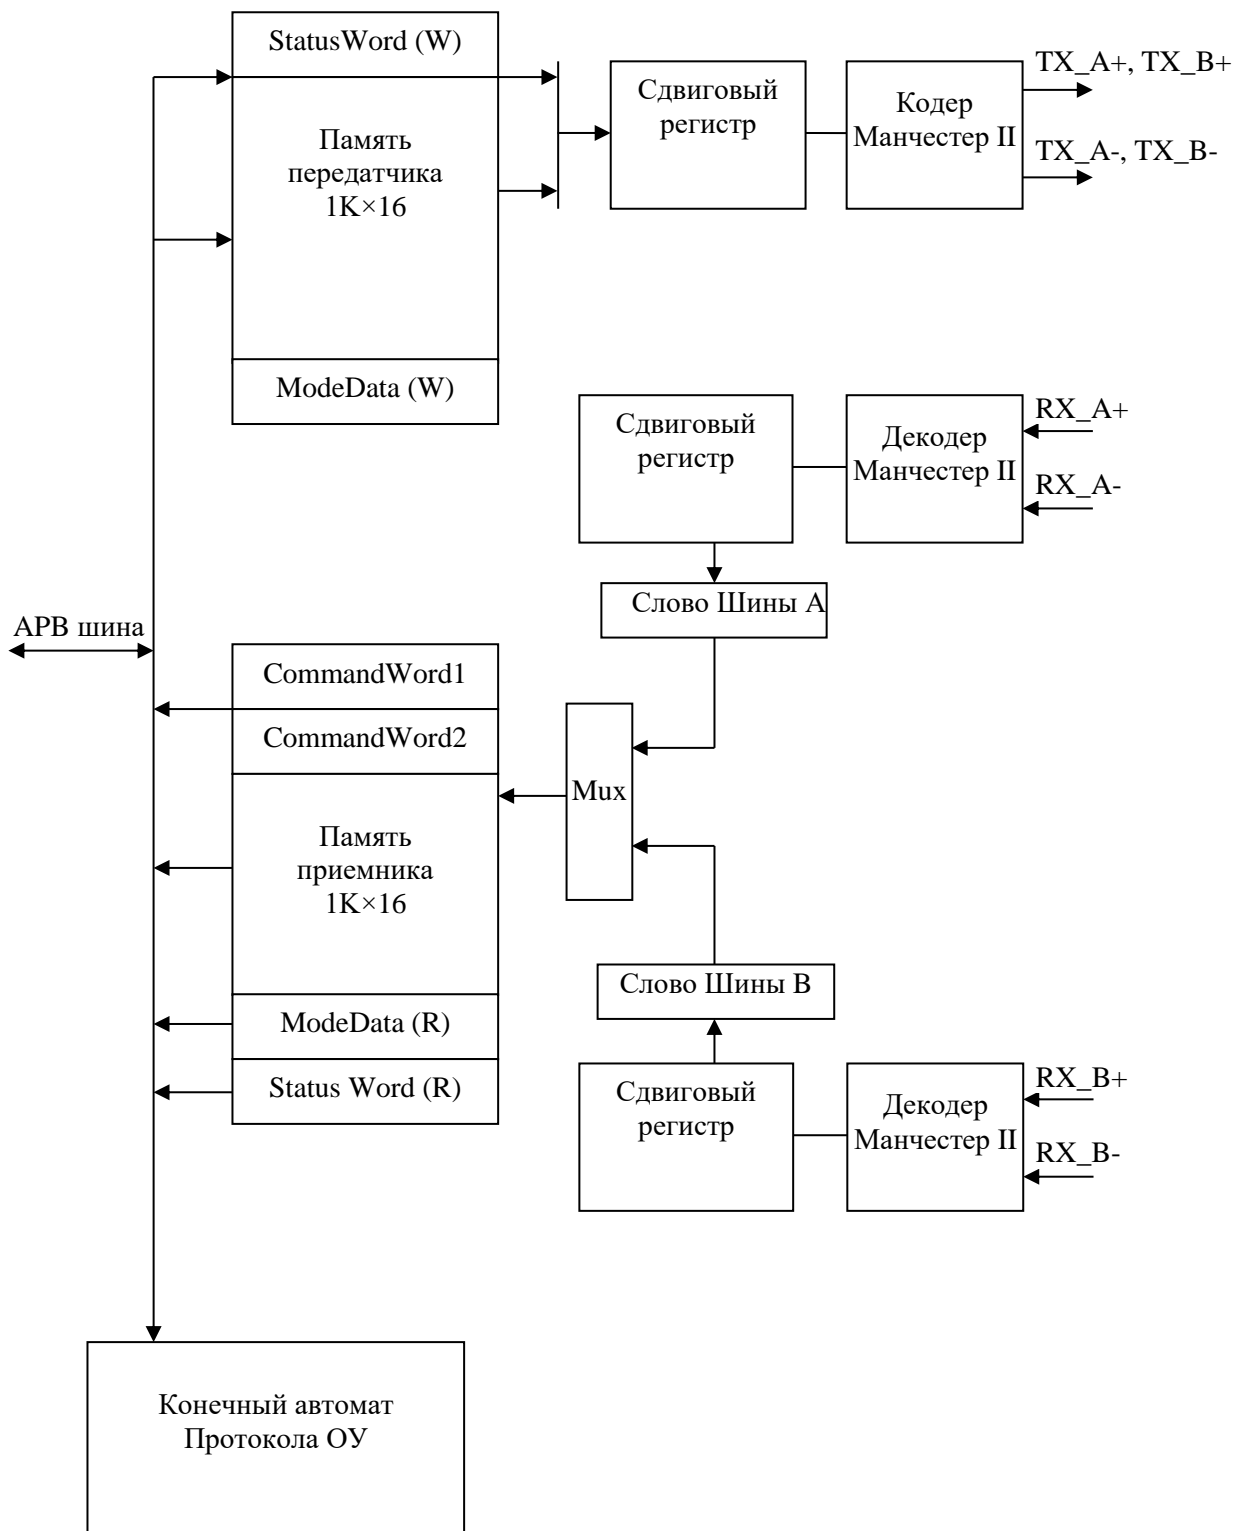 StatusWord (W)
Память
передатчика
1K×16
ModeData (W)
Сдвиговый
регистр
Кодер
Манчестер II
TX_A+, TX_B+
TX_A-, TX_B-
Сдвиговый
регистр
Декодер
Манчестер II
RX_A+
RX_A-
Слово Шины А
APB шина
CommandWord1
CommandWord2
Память
приемника
1K×16
ModeData (R)
Status Word (R)
Mux
Слово Шины В
Сдвиговый
регистр
Декодер
Манчестер II
RX_B+
RX_B-
Конечный автомат
Протокола ОУ